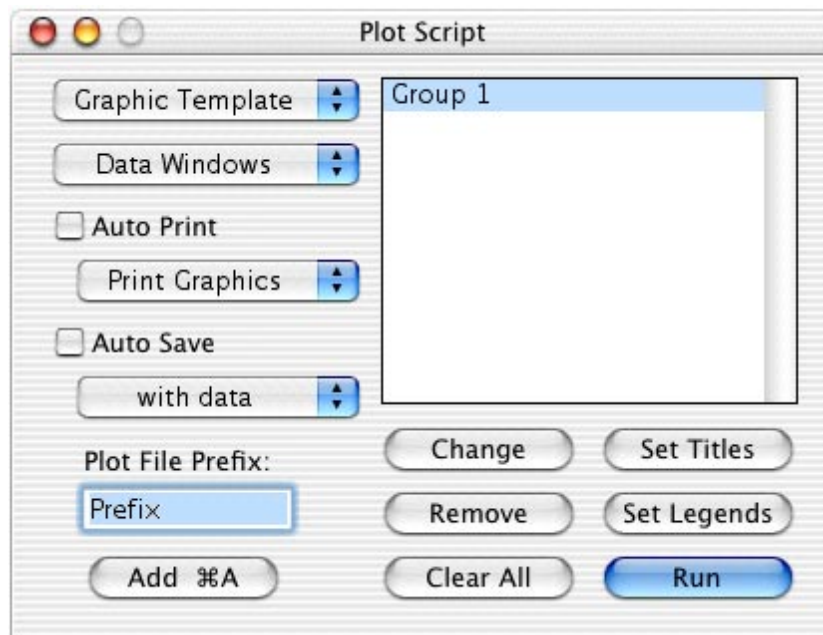 Plot Script
Graphic Template
Data Windows
Auto Print
Print Graphics
Auto Save
with data
Plot File Prefix:
Prefix
Add ⌘A
Group 1
Change
Set Titles
Remove
Set Legends
Clear All
Run